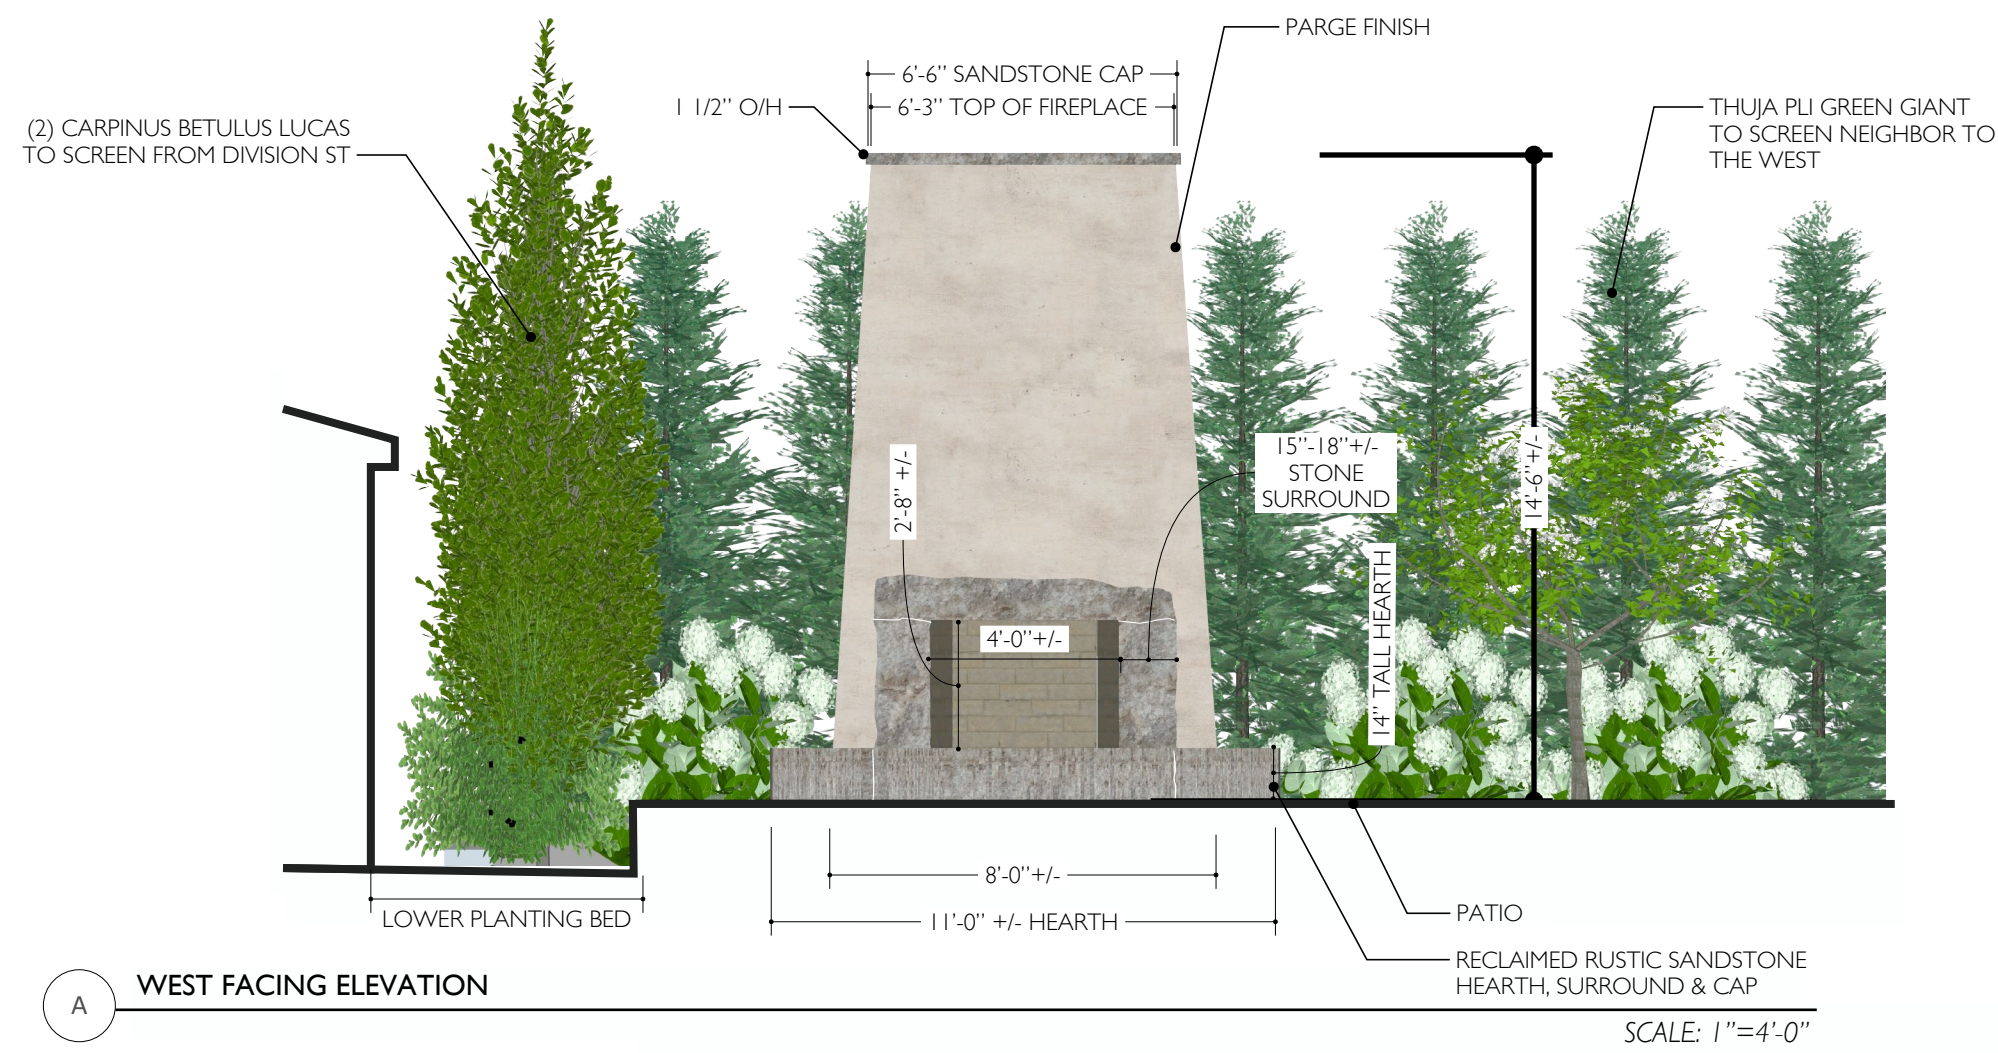 PARGE FINISH
6'-6'' SANDSTONE CAP
1 1/2'' O/H
6'-3'' TOP OF FIREPLACE
THUJA PLI GREEN GIANT
TO SCREEN NEIGHBOR TO
THE WEST
(2) CARPINUS BETULUS LUCAS
TO SCREEN FROM DIVISION ST
2'-8'' +/-
15''-18''+/-
STONE
SURROUND
14'-6''+/-
4'-0''+/-
14'' TALL HEARTH
8'-0''+/-
11'-0'' +/- HEARTH
LOWER PLANTING BED
PATIO
RECLAIMED RUSTIC SANDSTONE
HEARTH, SURROUND & CAP
A
WEST FACING ELEVATION
SCALE: 1''=4'-0''